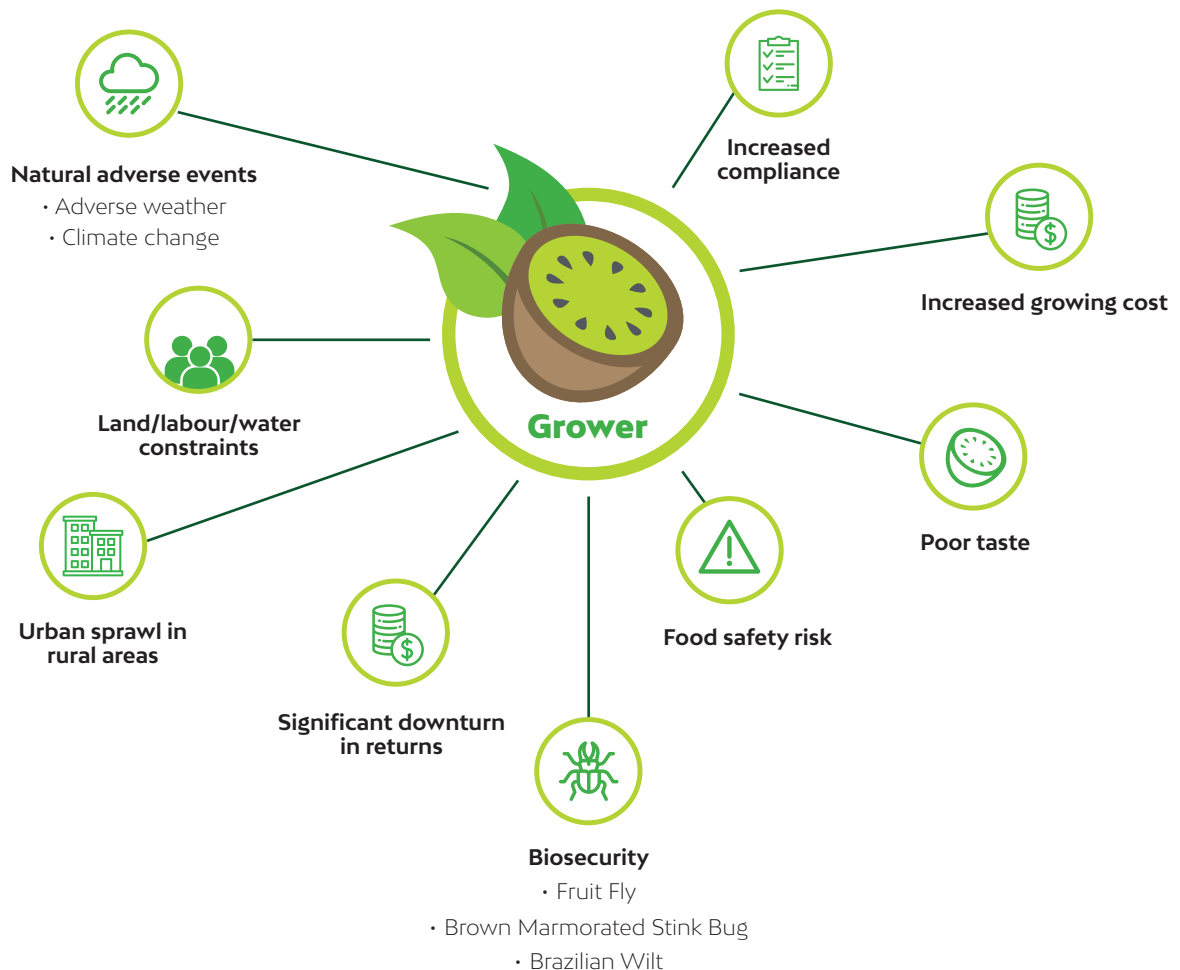 Increased
compliance
Natural adverse events
• Adverse weather
• Climate change
Increased growing cost
Land/labour/water
constraints
Grower
Poor taste
Urban sprawl in
rural areas
Food safety risk
Significant downturn
in returns
Biosecurity
• Fruit Fly
• Brown Marmorated Stink Bug
• Brazilian Wilt